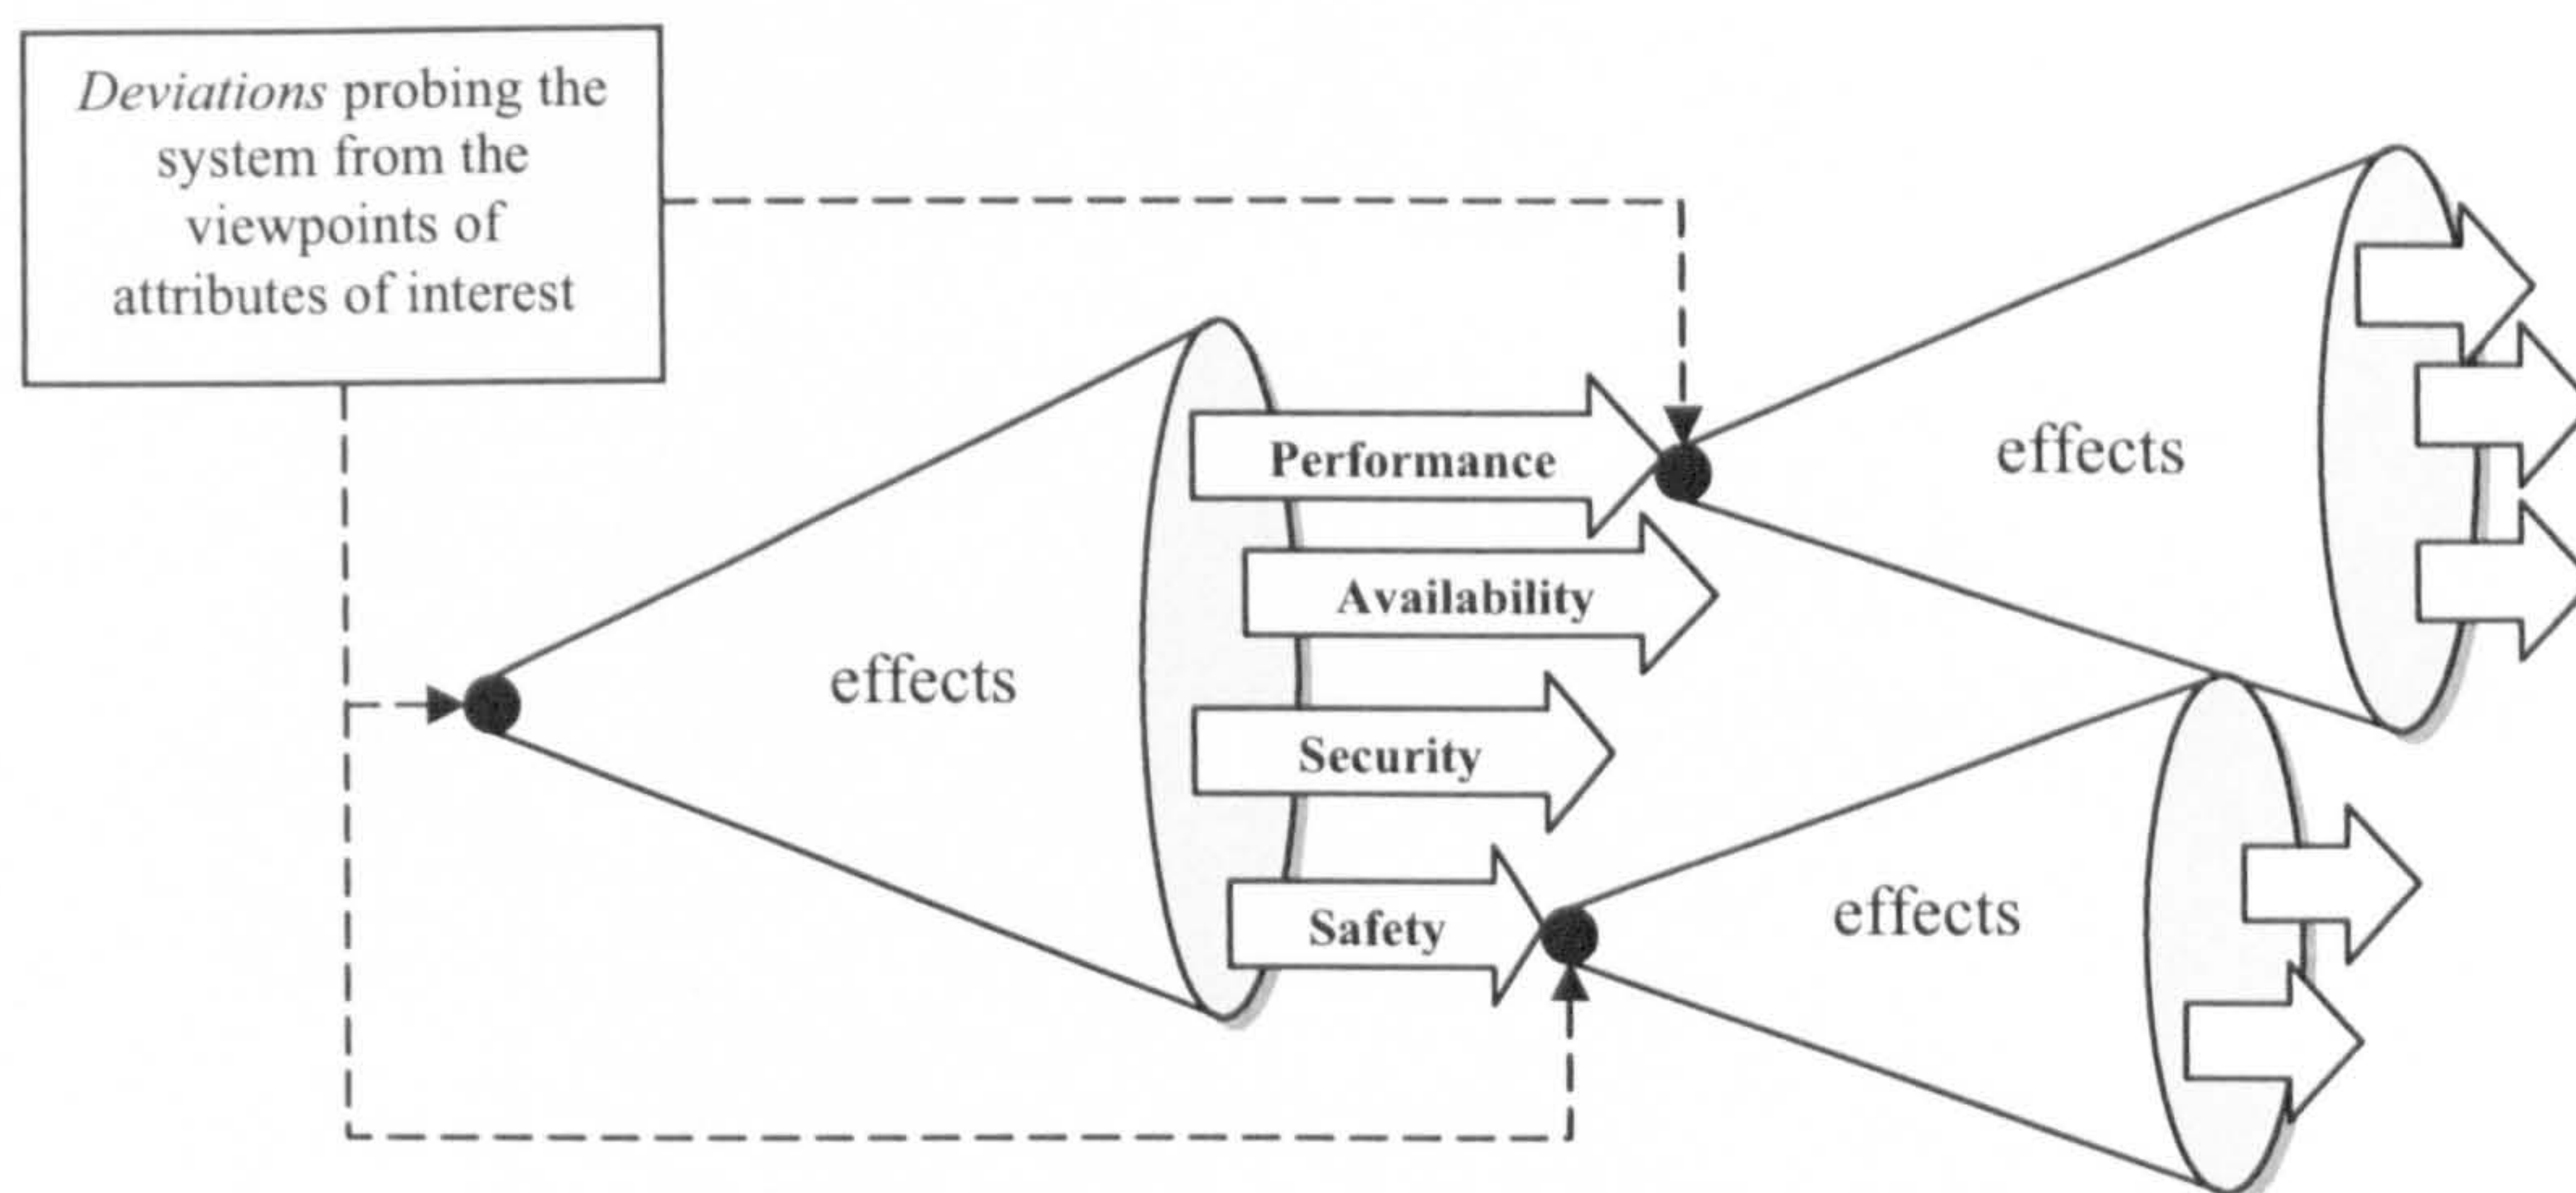 Deviations probing the
system from the
viewpoints of
attributes of interest
effects
Performance
Availability
Security
Safety
effects
effects